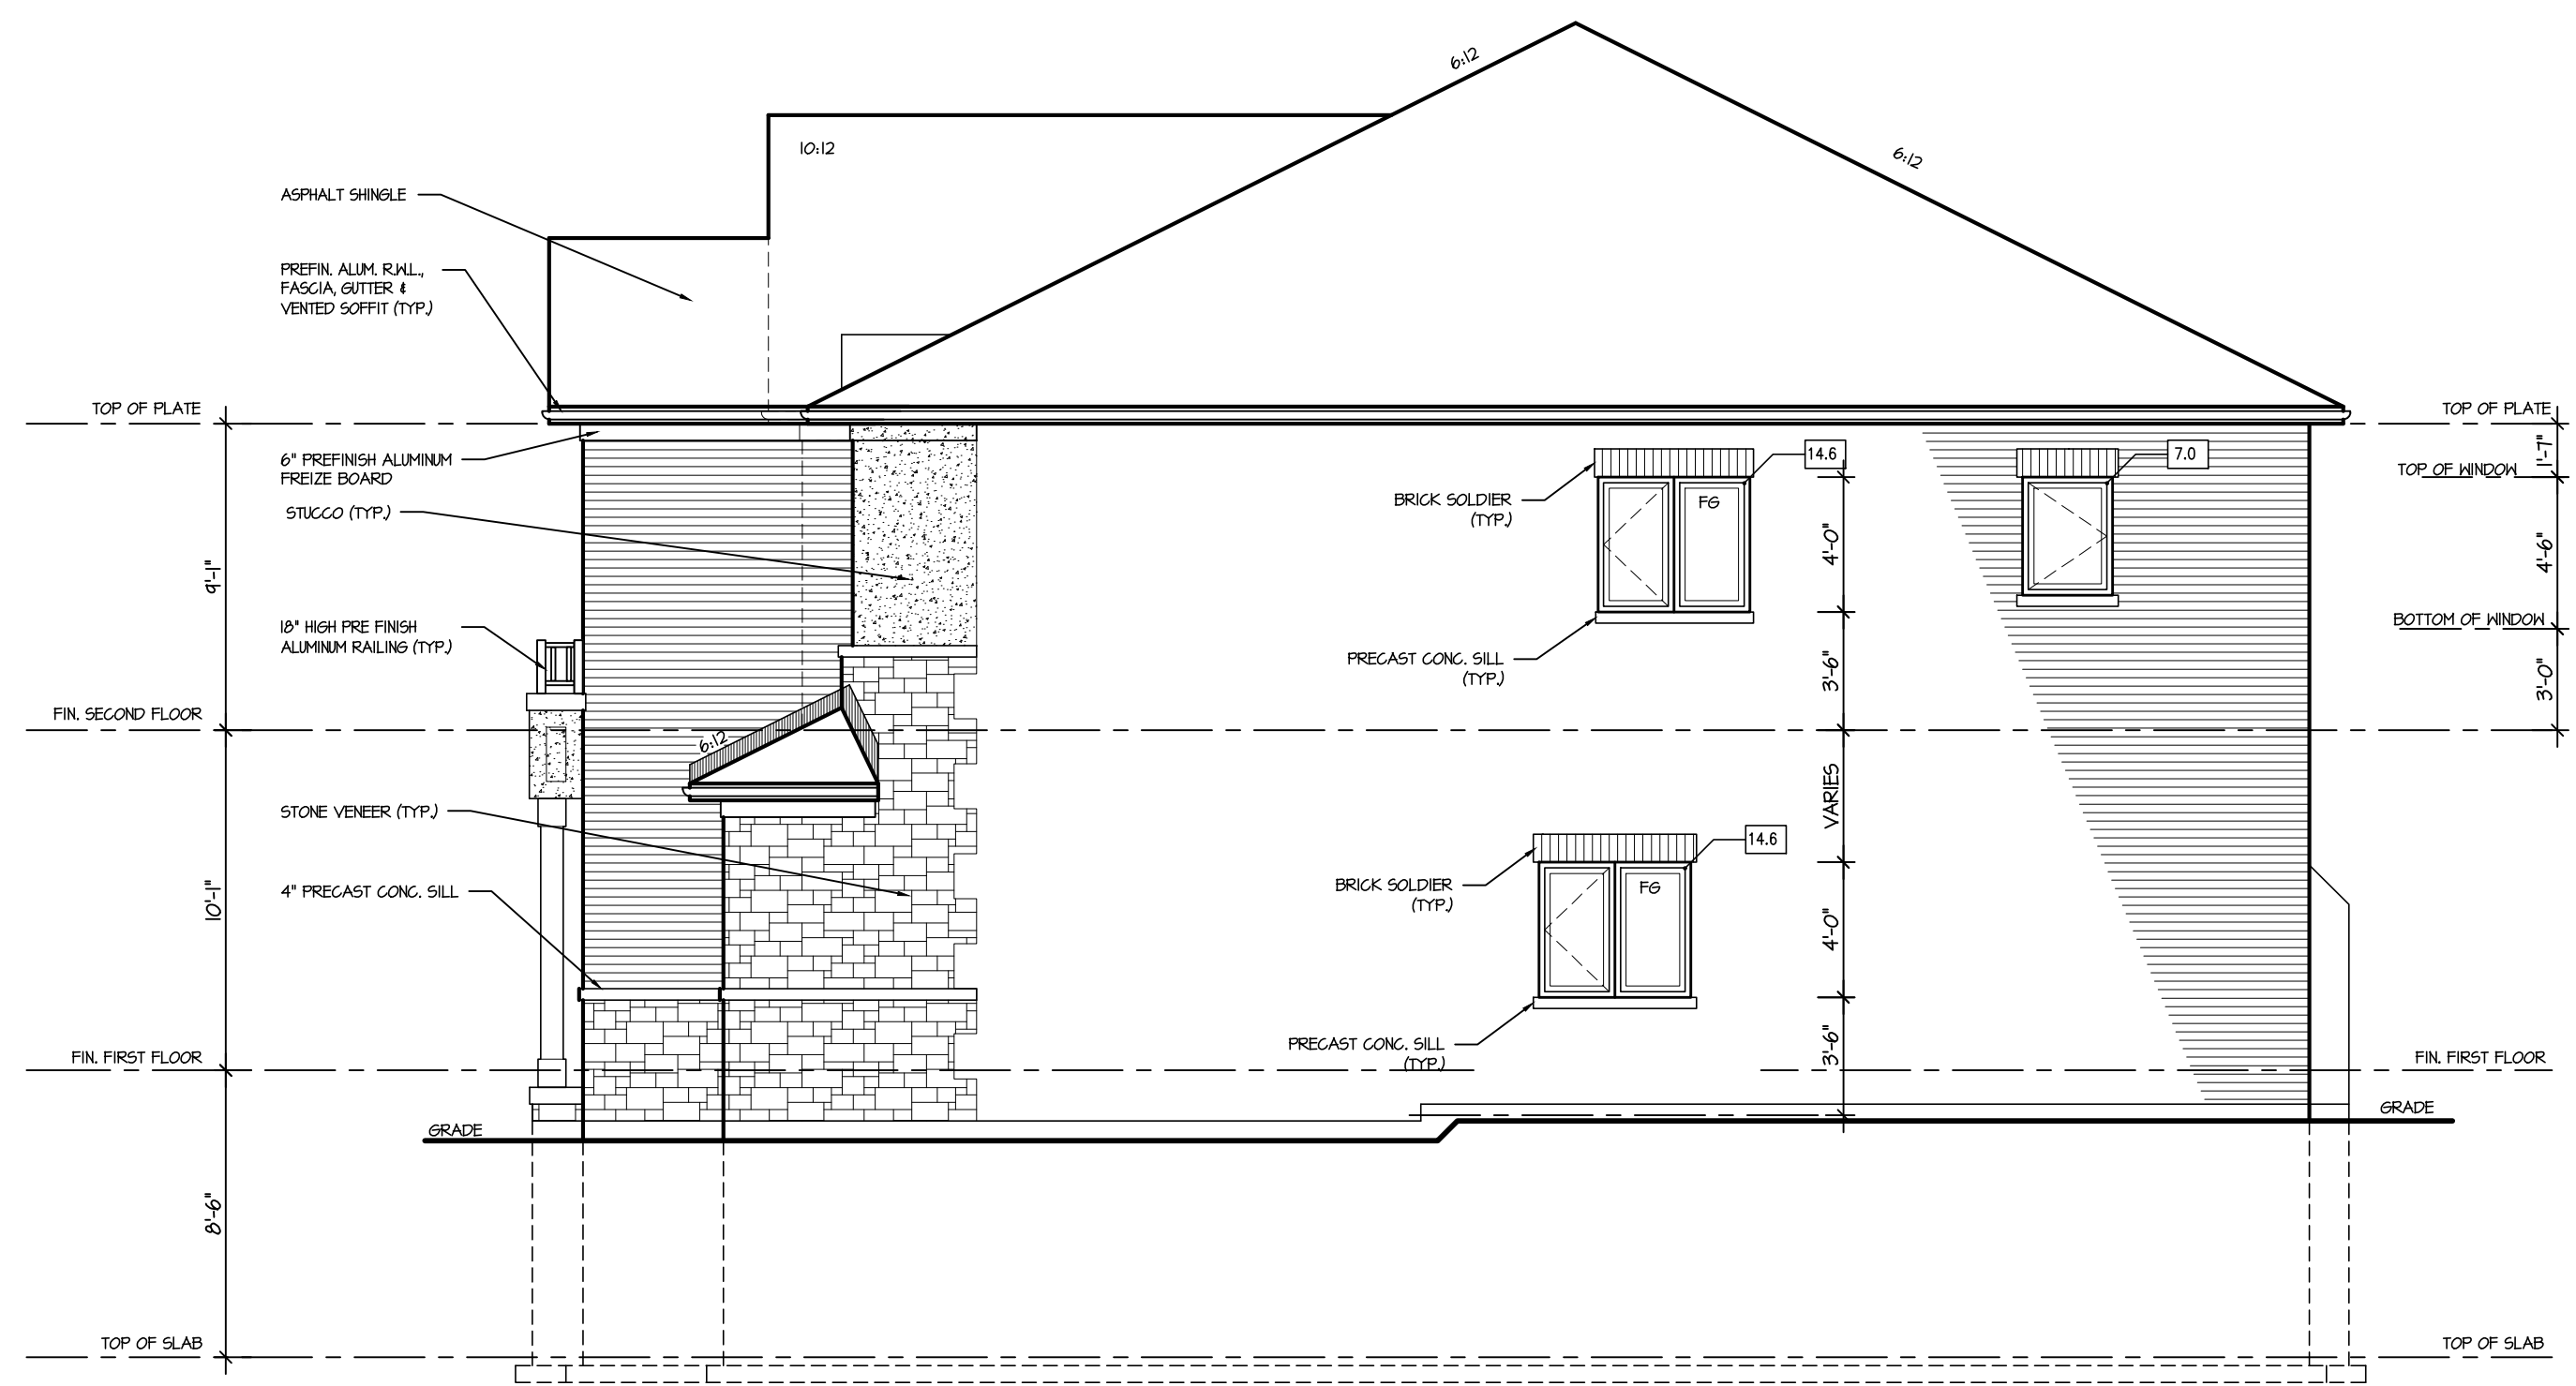 6:12
6:12
10:12
ASPHALT SHINGLE
PREFIN. ALUM. R.W.L.,
FASCIA, GUTTER &
VENTED SOFFIT (TYP.)
TOP OF PLATE
TOP OF PLATE
6" PREFINISH ALUMINUM
FREIZE BOARD
STUCCO (TYP.)
BRICK SOLDIER
(TYP.)
14.6
FG
7.0
TOP OF WINDOW
1'-7"
4'-0"
4'-6"
9'-1"
18" HIGH PRE FINISH
ALUMINUM RAILING (TYP.)
PRECAST CONC. SILL
(TYP.)
3'-6"
BOTTOM OF WINDOW
3'-0"
FIN. SECOND FLOOR
6:12
VARIES
STONE VENEER (TYP.)
14.6
BRICK SOLDIER
(TYP.)
FG
4" PRECAST CONC. SILL
10'-1"
4'-0"
PRECAST CONC. SILL
(TYP.)
3'-6"
FIN. FIRST FLOOR
FIN. FIRST FLOOR
GRADE
GRADE
8'-6"
TOP OF SLAB
TOP OF SLAB